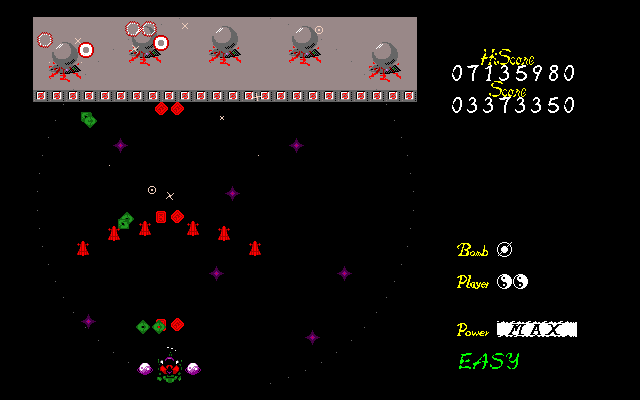 HiScore
07135980
Score
03373350
Bomb
Player
Power MAX
EASY